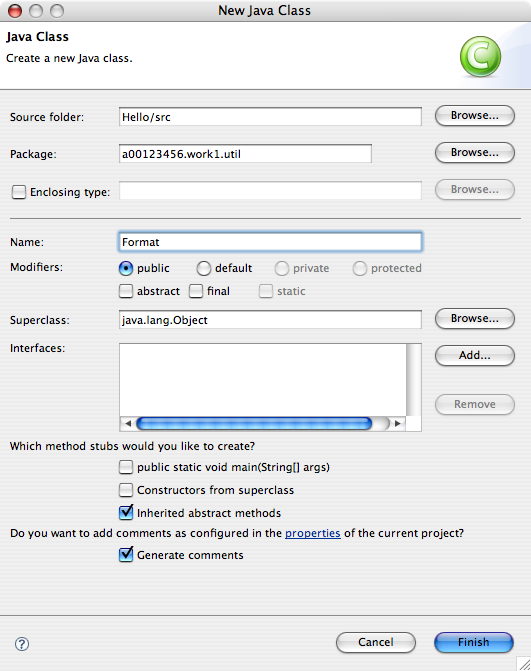 New Java Class
Java Class
Create a new Java class.
C
Source folder: Hello/src Browse...
Package: a00123456.work1.util Browse...
Enclosing type: Browse...
Name: Format
Modifiers: public default private protected
abstract final static
Superclass: java.lang.Object Browse...
Interfaces: Add...
Remove
Which method stubs would you like to create?
public static void main(String[] args)
Constructors from superclass
Inherited abstract methods
Do you want to add comments as configured in the properties of the current project?
Generate comments
? Cancel Finish